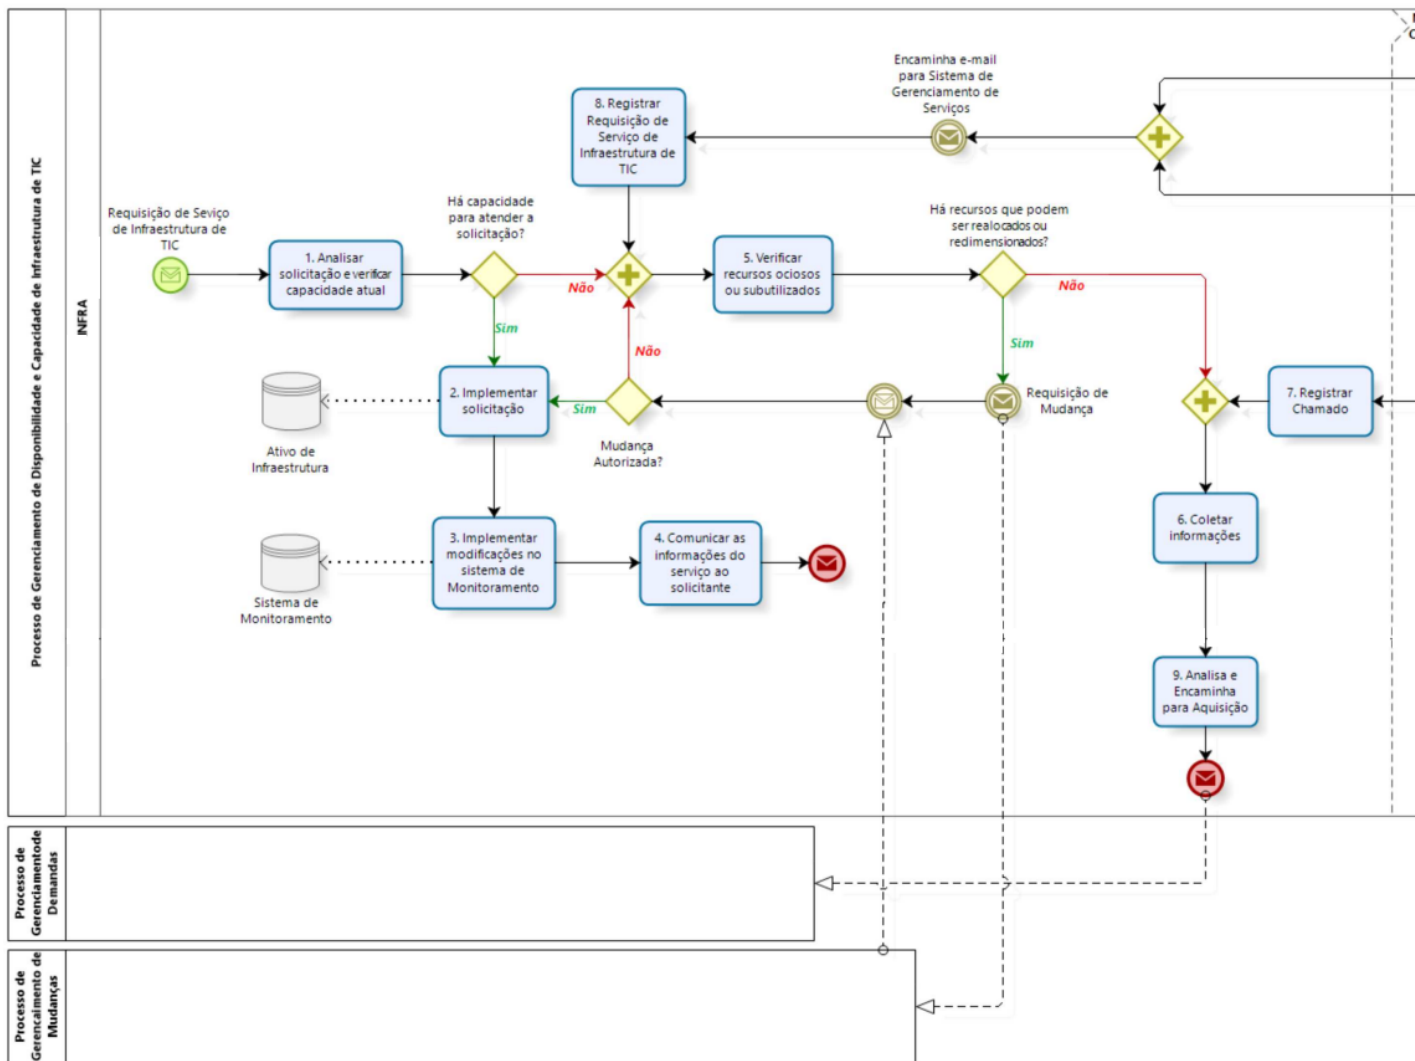 Processo de Gerenciamento de Disponibilidade e Capacidade de Infraestrutura de TIC
INFRA
Encaminha e-mail
para Sistema de
Gerenciamento de
Serviços
8. Registrar
Requisição de
Serviço de
Infraestrutura de
TIC
Requisição de Seviço
de Infraestrutura de
TIC
Há capacidade
para atender a
solicitação?
Há recursos que podem
ser realocados ou
redimensionados?
1. Analisar
solicitação e verificar
capacidade atual
Não
5. Verificar
recursos ociosos
ou subutilizados
Não
Sim
Não
Sim
2. Implementar
solicitação
Sim
Mudança
Autorizada?
Requisição de
Mudança
7. Registrar
Chamado
Ativo de
Infraestrutura
3. Implementar
modificações no
sistema de
Monitoramento
4. Comunicar as
informações do
serviço ao
solicitante
6. Coletar
informações
Sistema de
Monitoramento
9. Analisa e
Encaminha
para Aquisição
Processo de
Gerenciamentode
Demandas
Processo de
Gerencaimento de
Mudanças